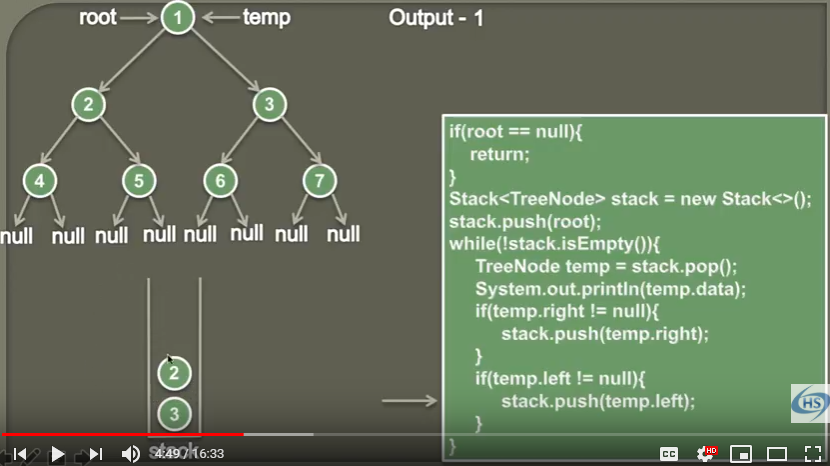 root
1
temp
Output - 1
2
3
4
5
6
7
null
null
null
null
null
null
null
null
if(root == null){
return;
}
Stack<TreeNode> stack = new Stack<>();
stack.push(root);
while(!stack.isEmpty()){
TreeNode temp = stack.pop();
System.out.println(temp.data);
if(temp.right != null){
stack.push(temp.right);
}
if(temp.left != null){
stack.push(temp.left);
}
}
2
3
stack
HS
4:49 / 16:33
CC
HD